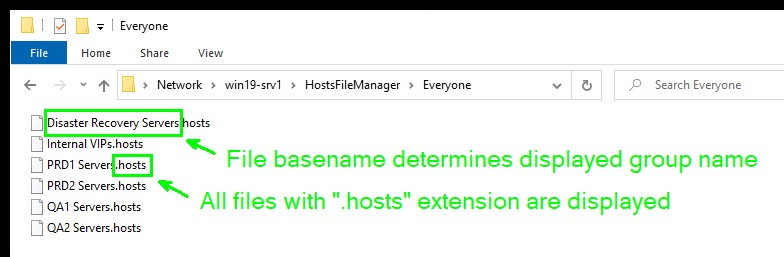 Everyone
File
Home
Share
View
Network
win19-srv1
HostsFileManager
Everyone
Search Everyone
Disaster Recovery Servers.hosts
Internal VIPs.hosts
File basename determines displayed group name
PRD1 Servers.hosts
PRD2 Servers.hosts
All files with ".hosts" extension are displayed
QA1 Servers.hosts
QA2 Servers.hosts